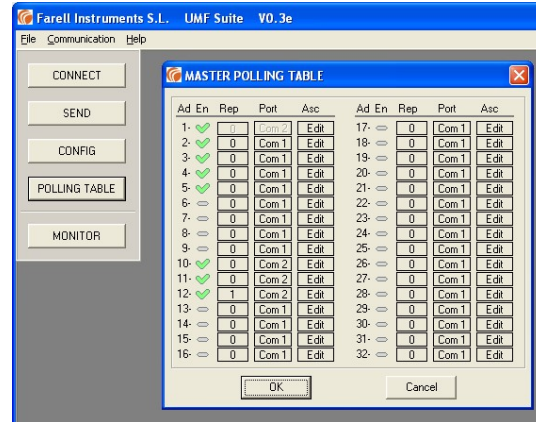 Farell Instruments S.L. UMF Suite V0.3e
File Communication Help
CONNECT
SEND
CONFIG
POLLING TABLE
MONITOR
MASTER POLLING TABLE
Ad En Rep Port Asc
1- 0 Com 2 Edit
2- 0 Com 1 Edit
3- 0 Com 1 Edit
4- 0 Com 1 Edit
5- 0 Com 1 Edit
6- 0 Com 1 Edit
7- 0 Com 1 Edit
8- 0 Com 1 Edit
9- 0 Com 1 Edit
10- 0 Com 2 Edit
11- 0 Com 2 Edit
12- 1 Com 2 Edit
13- 0 Com 1 Edit
14- 0 Com 1 Edit
15- 0 Com 1 Edit
16- 0 Com 1 Edit
Ad En Rep Port Asc
17- 0 Com 1 Edit
18- 0 Com 1 Edit
19- 0 Com 1 Edit
20- 0 Com 1 Edit
21- 0 Com 1 Edit
22- 0 Com 1 Edit
23- 0 Com 1 Edit
24- 0 Com 1 Edit
25- 0 Com 1 Edit
26- 0 Com 1 Edit
27- 0 Com 1 Edit
28- 0 Com 1 Edit
29- 0 Com 1 Edit
30- 0 Com 1 Edit
31- 0 Com 1 Edit
32- 0 Com 1 Edit
OK
Cancel